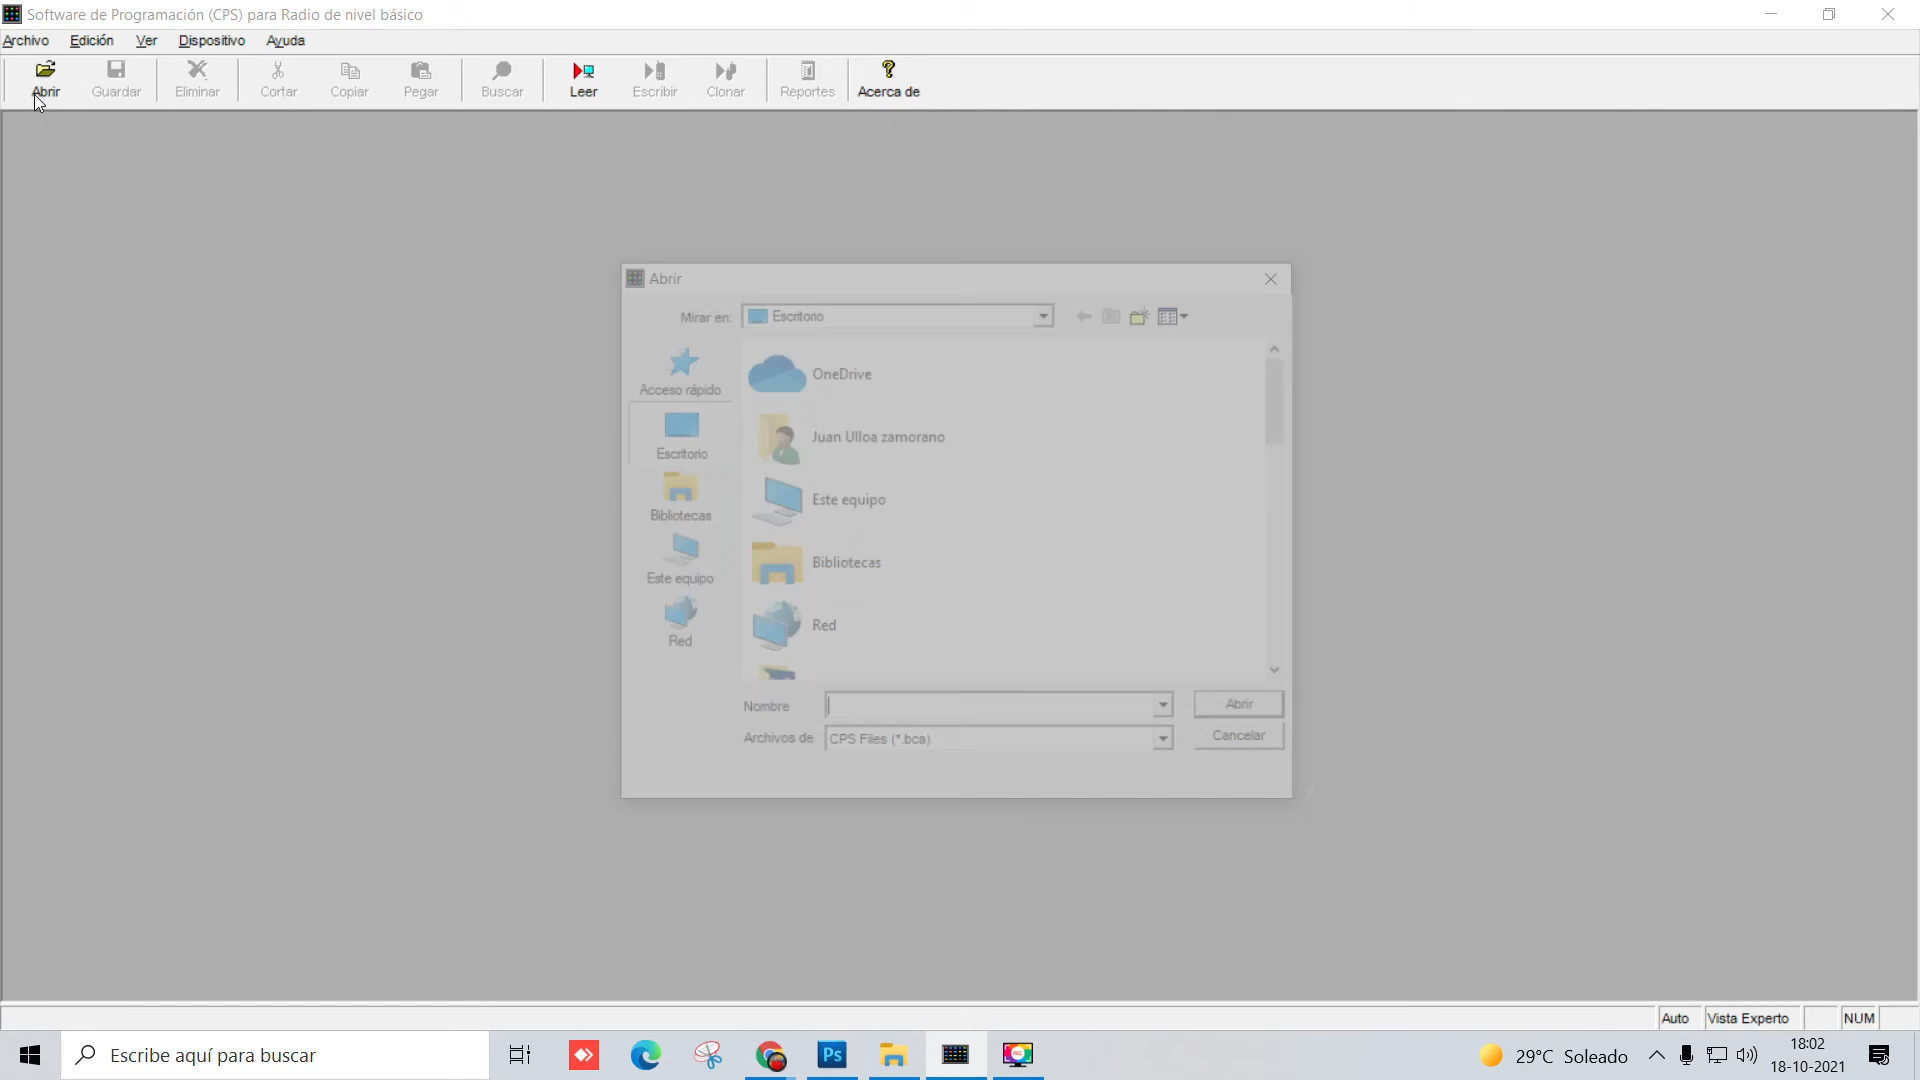 Software de Programación (CPS) para Radio de nivel básico
Archivo Edición Ver Dispositivo Ayuda
Abrir Guardar Eliminar Cortar Copiar Pegar Buscar Leer Escribir Clonar Reportes Acerca de
Abrir
Mirar en: Escritorio
Acceso rápido
Escritorio
Bibliotecas
Este equipo
Red
OneDrive
Juan Ulloa zamorano
Este equipo
Bibliotecas
Red
Nombre Abrir
Archivos de CPS Files (*.bca) Cancelar
Auto Vista Experto NUM
Escribe aquí para buscar
Ps
REC
29°C Soleado
18:02
18-10-2021